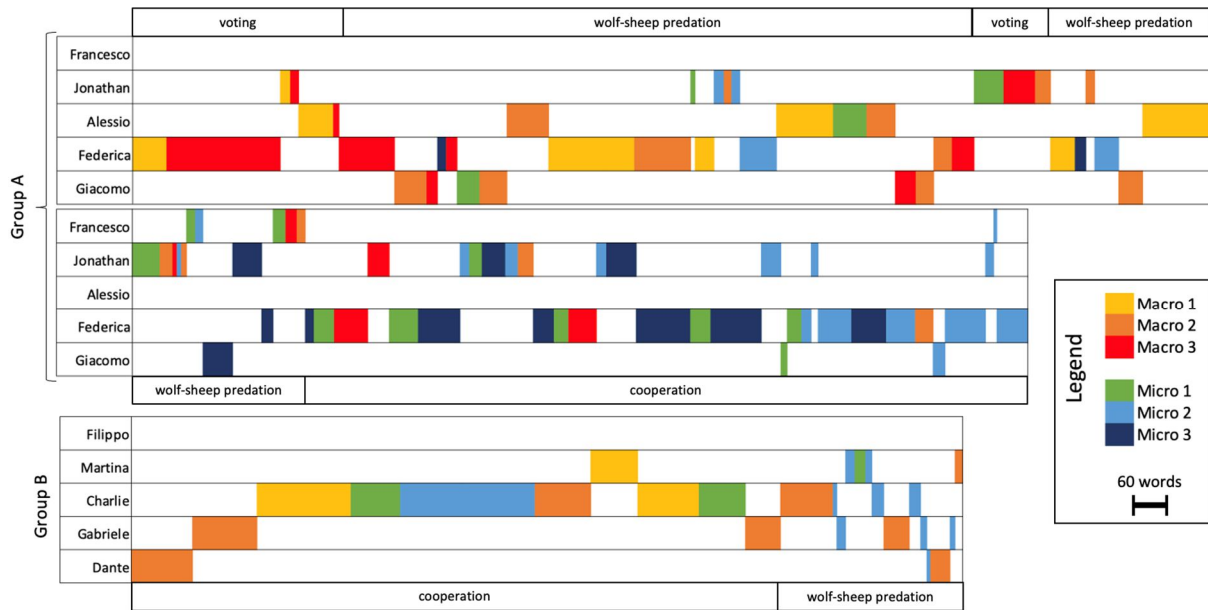 voting wolf-sheep predation voting wolf-sheep predation
Group A
Francesco
Jonathan
Alessio
Federica
Giacomo
Francesco
Jonathan
Alessio
Federica
Giacomo
wolf-sheep predation cooperation
Group B
Filippo
Martina
Charlie
Gabriele
Dante
cooperation wolf-sheep predation
Legend
Macro 1
Macro 2
Macro 3
Micro 1
Micro 2
Micro 3
60 words